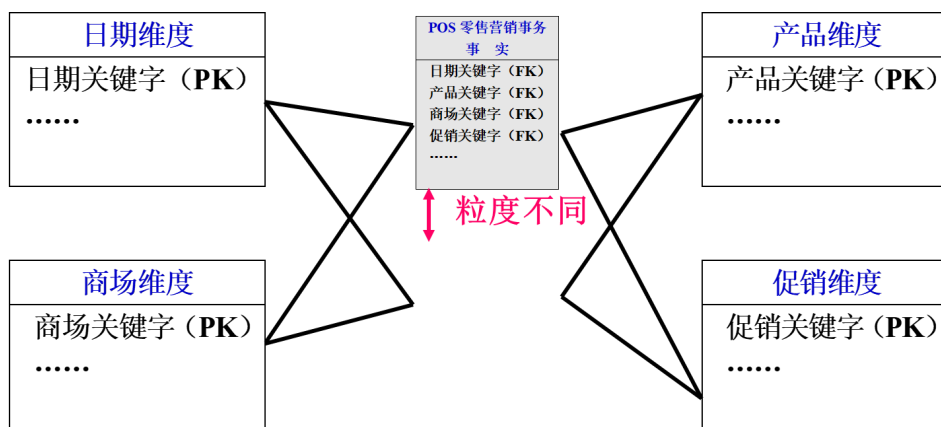 日期维度
日期关键字（PK）
……
POS 零售营销事务
事 实
日期关键字（FK）
产品关键字（FK）
商场关键字（FK）
促销关键字（FK）
……
产品维度
产品关键字（PK）
……
粒度不同
商场维度
商场关键字（PK）
……
促销维度
促销关键字（PK）
……